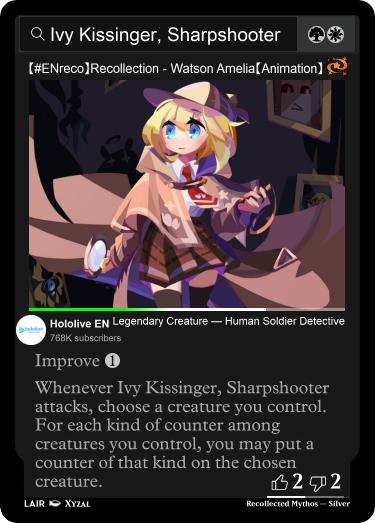 Ivy Kissinger, Sharpshooter
【#ENreco】Recollection - Watson Amelia【Animation】
Hololive EN
Legendary Creature — Human Soldier Detective
768K subscribers
Improve 1
Whenever Ivy Kissinger, Sharpshooter
attacks, choose a creature you control.
For each kind of counter among
creatures you control, you may put a
counter of that kind on the chosen
creature.
2 2
LAIR Xyzal
Recollected Mythos – Silver